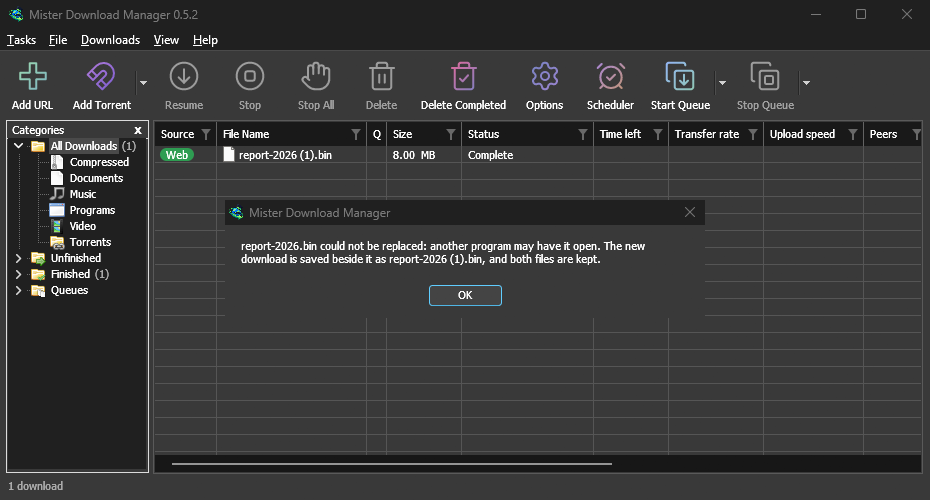 Mister Download Manager 0.5.2
Tasks File Downloads View Help
Add URL Add Torrent Resume Stop Stop All Delete Delete Completed Options Scheduler Start Queue Stop Queue
Categories x
All Downloads (1)
Compressed
Documents
Music
Programs
Video
Torrents
Unfinished
Finished (1)
Queues
Source File Name Q Size Status Time left Transfer rate Upload speed Peers
Web report-2026 (1).bin 8.00 MB Complete
Mister Download Manager
report-2026.bin could not be replaced: another program may have it open. The new
download is saved beside it as report-2026 (1).bin, and both files are kept.
OK
1 download